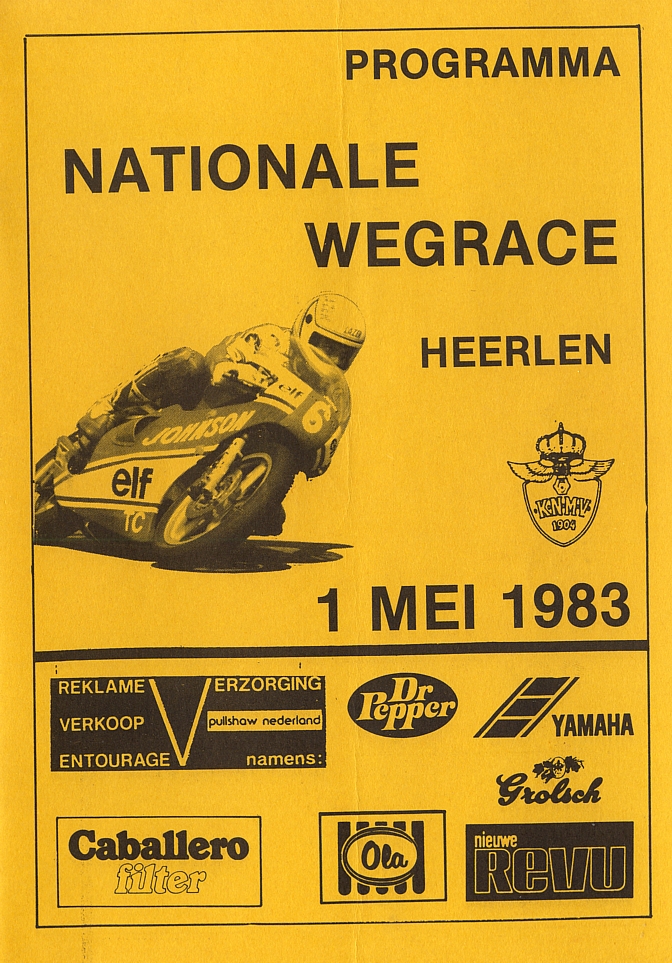 PROGRAMMA
NATIONALE
WEGRACE
HEERLEN
elf
6
JOHNSON
elf
TC
K·N·M·V·
1904
1 MEI 1983
REKLAME VERZORGING
VERKOOP pullshaw nederland
ENTOURAGE namens:
Dr
Pepper
YAMAHA
Grolsch
Caballero
filter
Ola
nieuwe
REVU